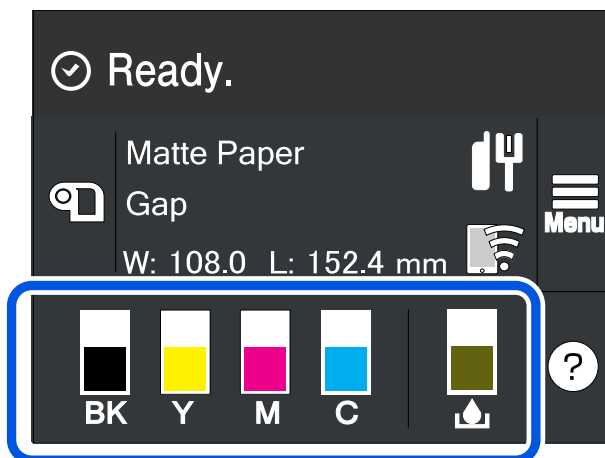 Ready.
Matte Paper
Gap
W: 108.0 L: 152.4 mm
Menu
BK Y M C
?